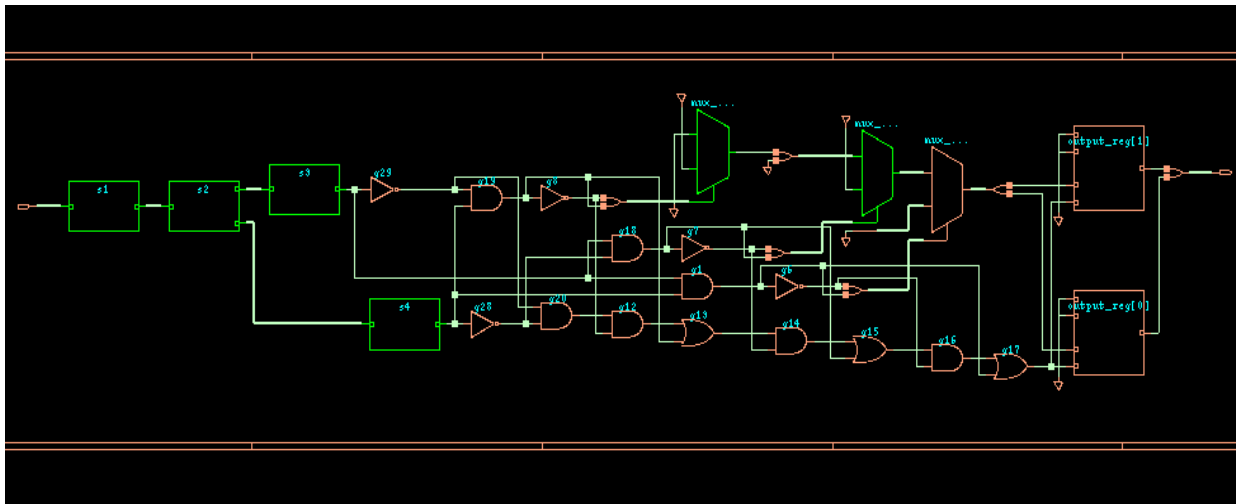 mux_...
mux_...
mux_...
output_reg[1]
s1
s2
s3
g29
g19
g8
g18
g7
g1
g6
s4
g28
g20
g12
g13
g14
g15
g16
g17
output_reg[0]